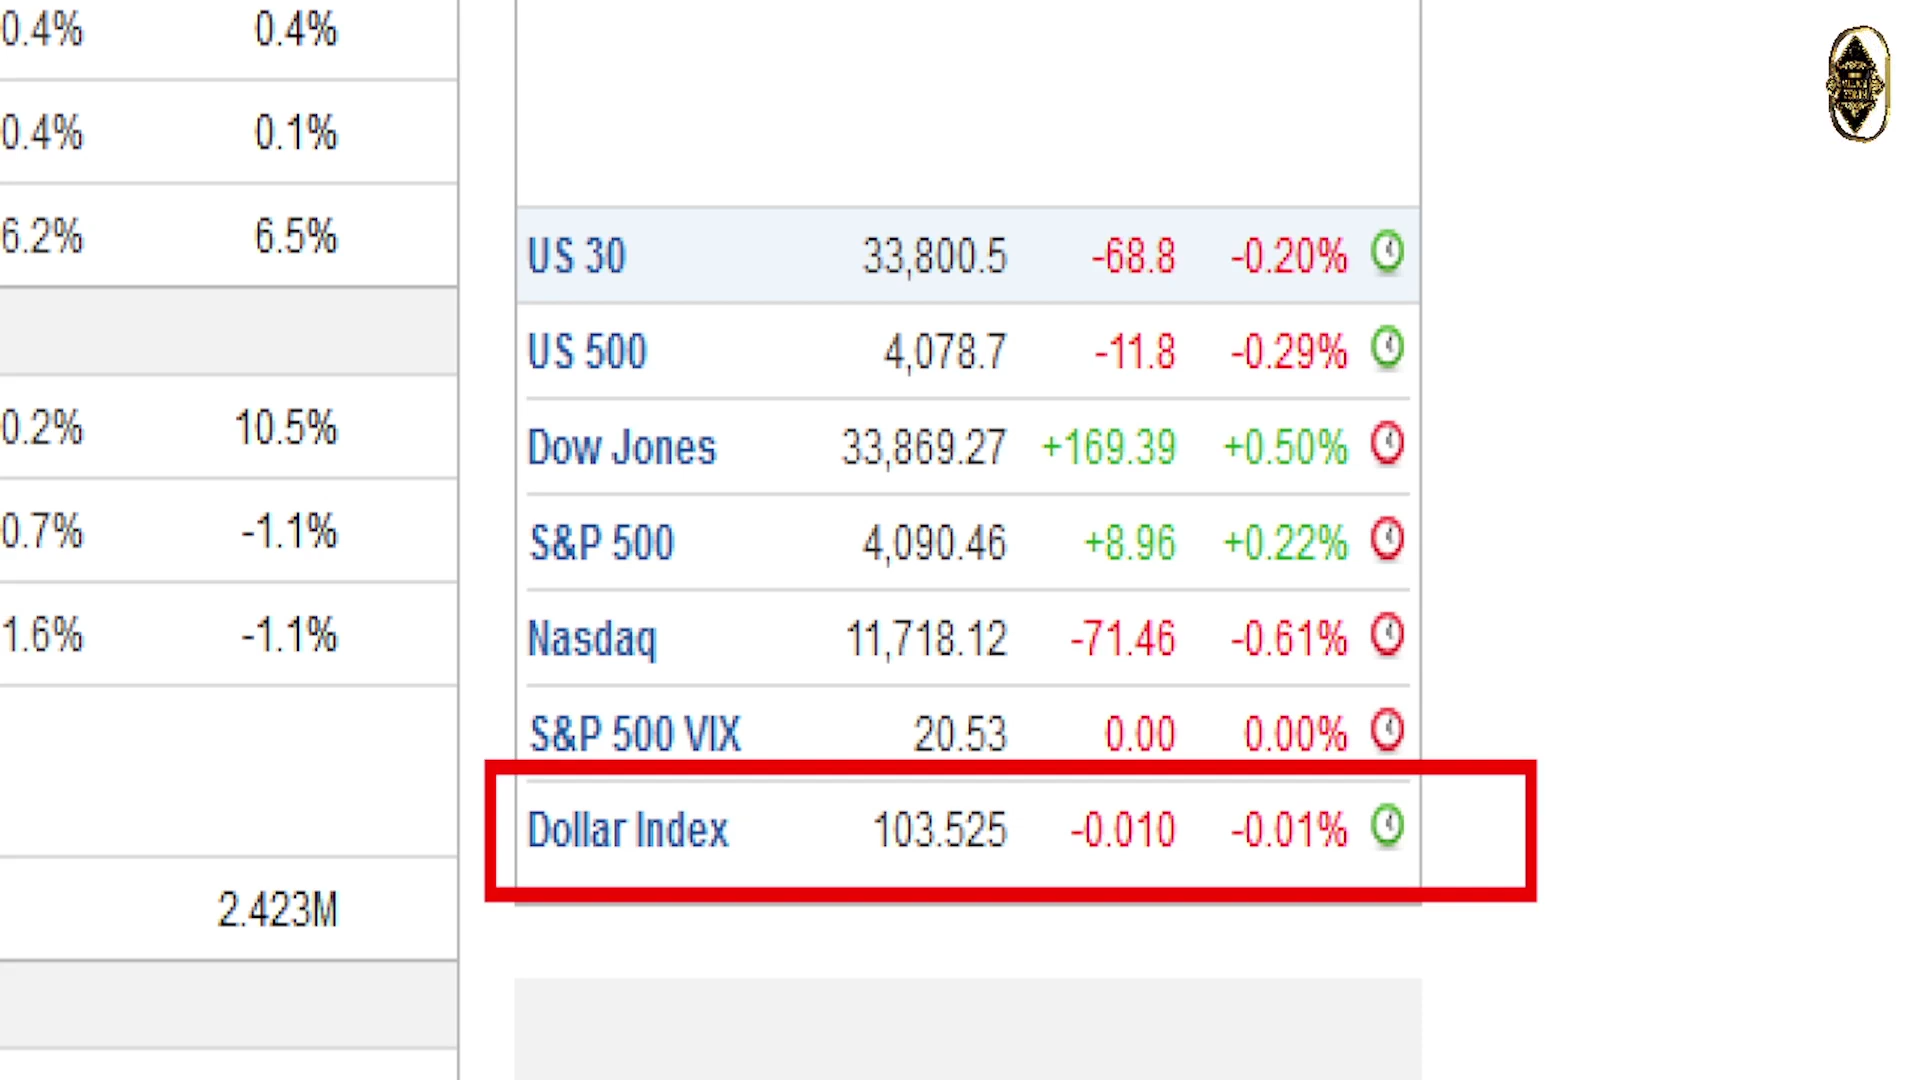 0.4% 0.4%
0.4% 0.1%
6.2% 6.5%
0.2% 10.5%
0.7% -1.1%
1.6% -1.1%
2.423M
US 30 33,800.5 -68.8 -0.20%
US 500 4,078.7 -11.8 -0.29%
Dow Jones 33,869.27 +169.39 +0.50%
S&P 500 4,090.46 +8.96 +0.22%
Nasdaq 11,718.12 -71.46 -0.61%
S&P 500 VIX 20.53 0.00 0.00%
Dollar Index 103.525 -0.010 -0.01%